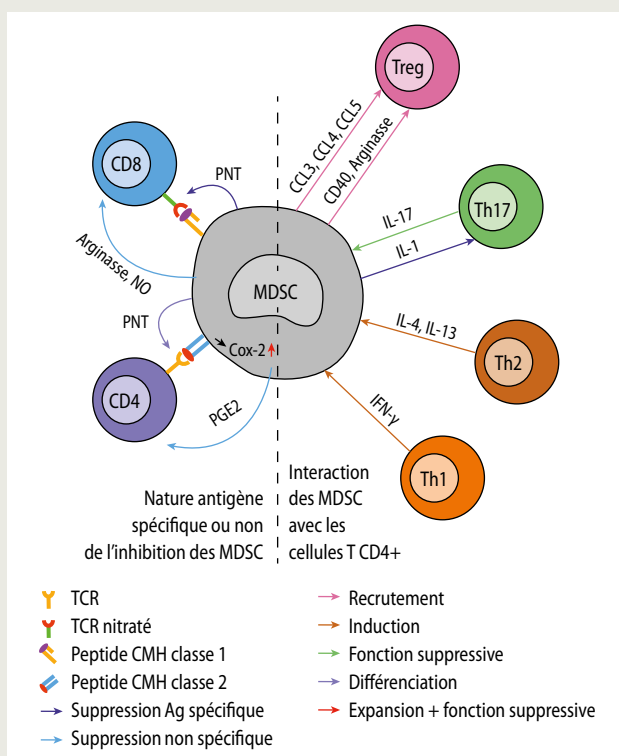 Treg
CCL3, CCL4, CCL5
CD40, Arginasse
CD8
PNT
Th17
IL-17
IL-1
Arginasse, NO
MDSC
PNT
IL-4, IL-13
Cox-2
Th2
CD4
PGE2
IFN-γ
Th1
Nature antigène
spécifique ou non
de l'inhibition des MDSC
Interaction
des MDSC
avec les
cellules T CD4+
TCR
TCR nitraté
Peptide CMH classe 1
Peptide CMH classe 2
Suppression Ag spécifique
Suppression non spécifique
Recrutement
Induction
Fonction suppressive
Différenciation
Expansion + fonction suppressive